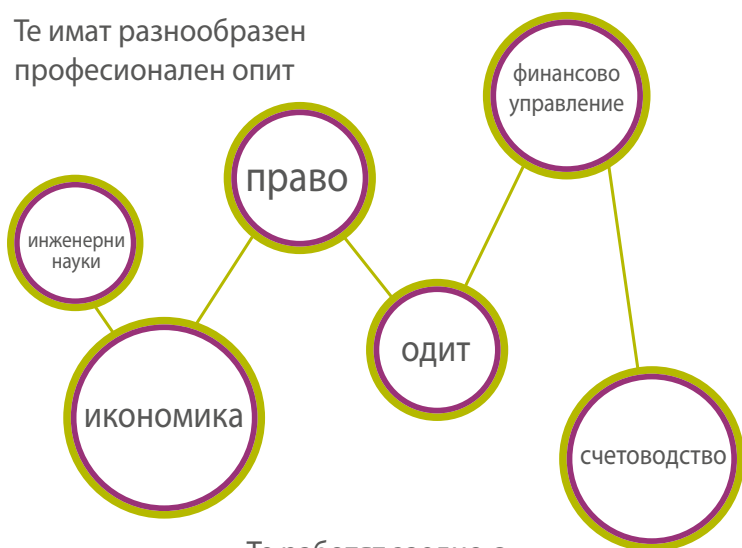 Те имат разнообразен
професионален опит
финансово
управление
право
инженерни
науки
одит
икономика
счетоводство